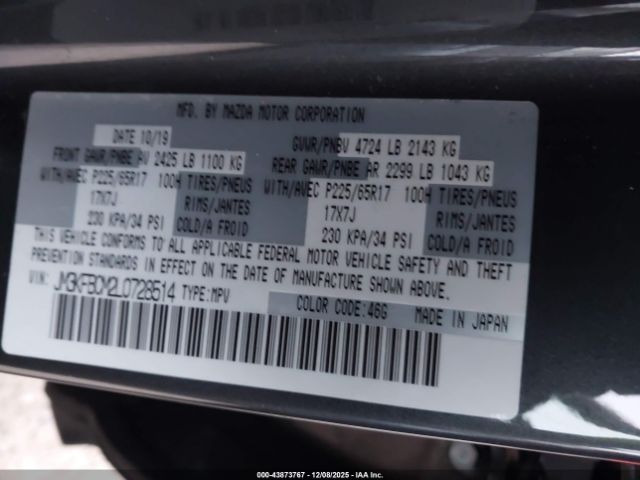 MFD. BY MAZDA MOTOR CORPORATION
DATE 10/19 GVWR/PNBV 4724 LB 2143 KG
FRONT GAWR/PNBE AV 2425 LB 1100 KG REAR GAWR/PNBE AR 2299 LB 1043 KG
WITH/AVEC P225/65R17 100H TIRES/PNEUS WITH/AVEC P225/65R17 100H TIRES/PNEUS
17X7J RIMS/JANTES 17X7J RIMS/JANTES
230 KPA/34 PSI COLD/A FROID 230 KPA/34 PSI COLD/A FROID
THIS VEHICLE CONFORMS TO ALL APPLICABLE FEDERAL MOTOR VEHICLE SAFETY AND THEFT
PREVENTION STANDARDS IN EFFECT ON THE DATE OF MANUFACTURE SHOWN ABOVE.
VIN: JM3KFBCM2L0728514 TYPE:MPV
COLOR CODE:46G MADE IN JAPAN
000-43873767 - 12/08/2025 - IAA Inc.